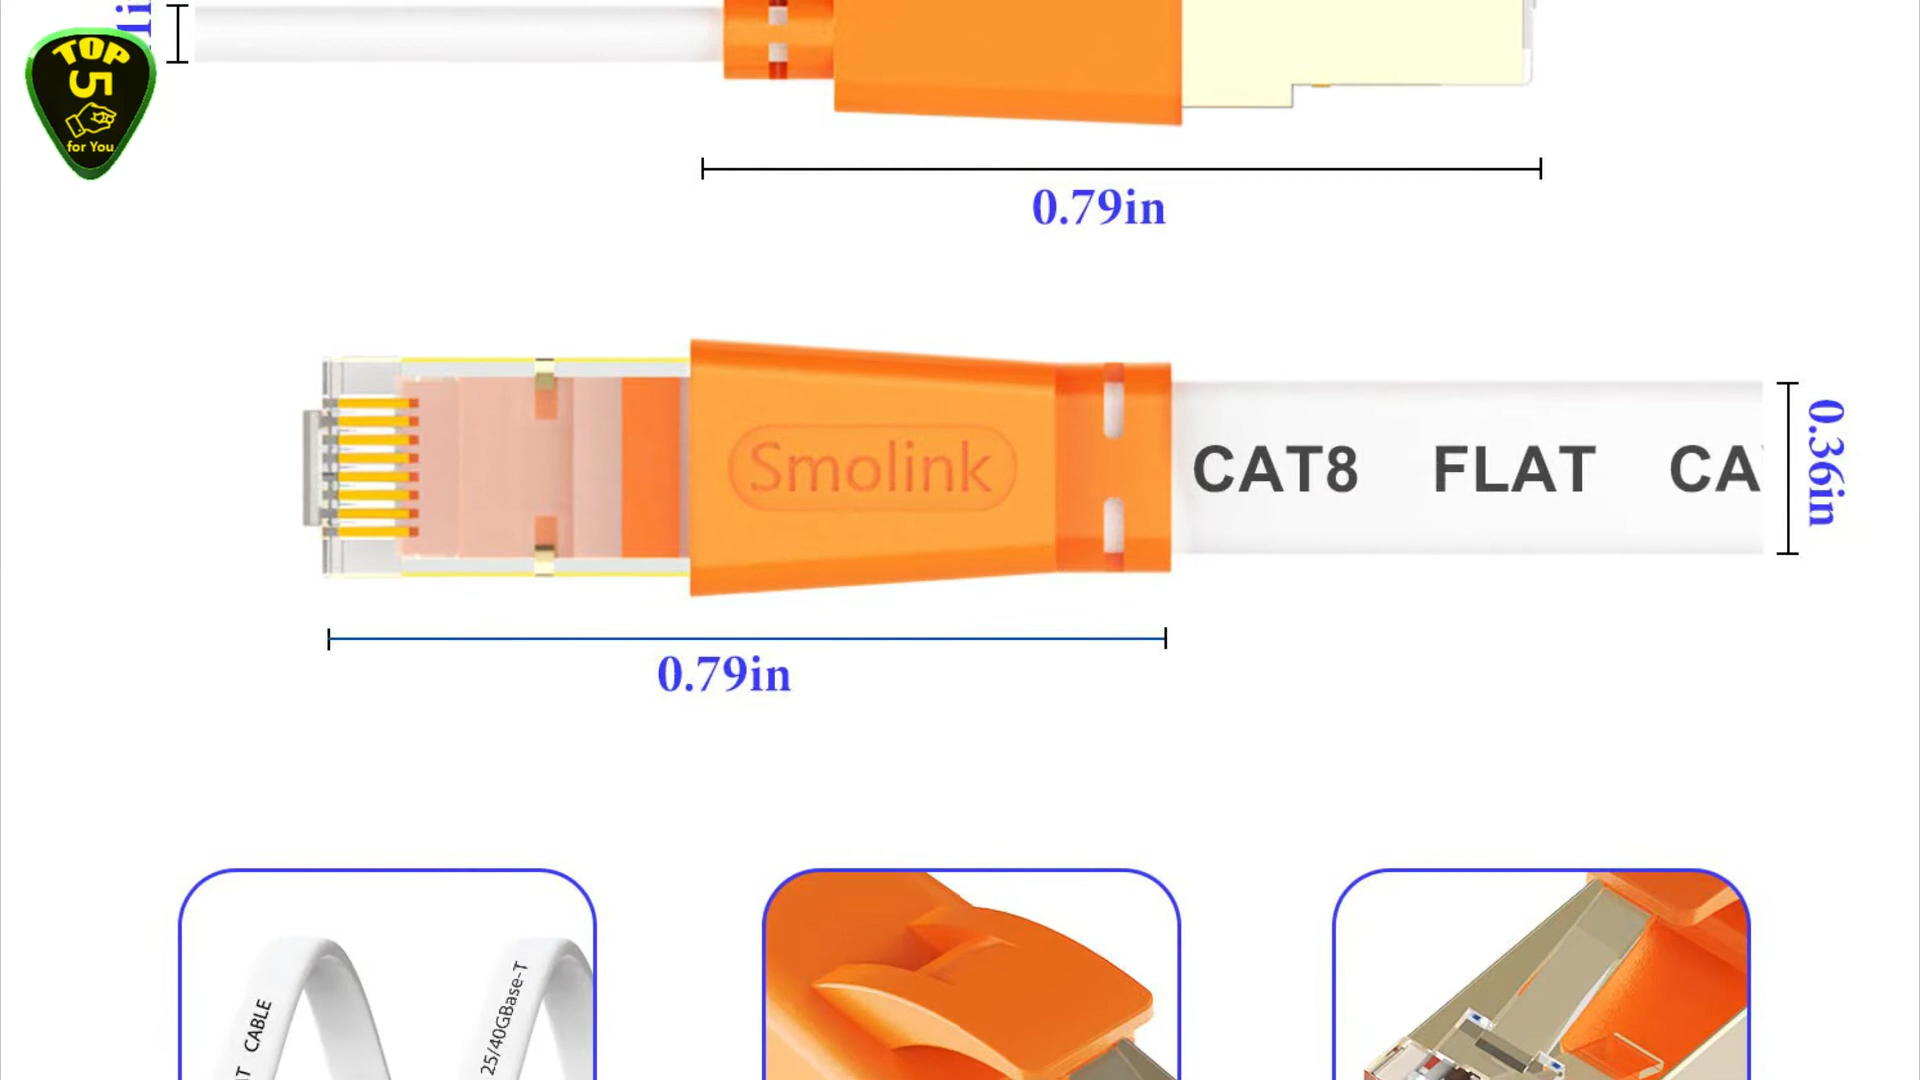 TOP
5
for You
0.79in
Smolink
CAT8 FLAT CA
0.36in
0.79in
CABLE
25/40GBase-T